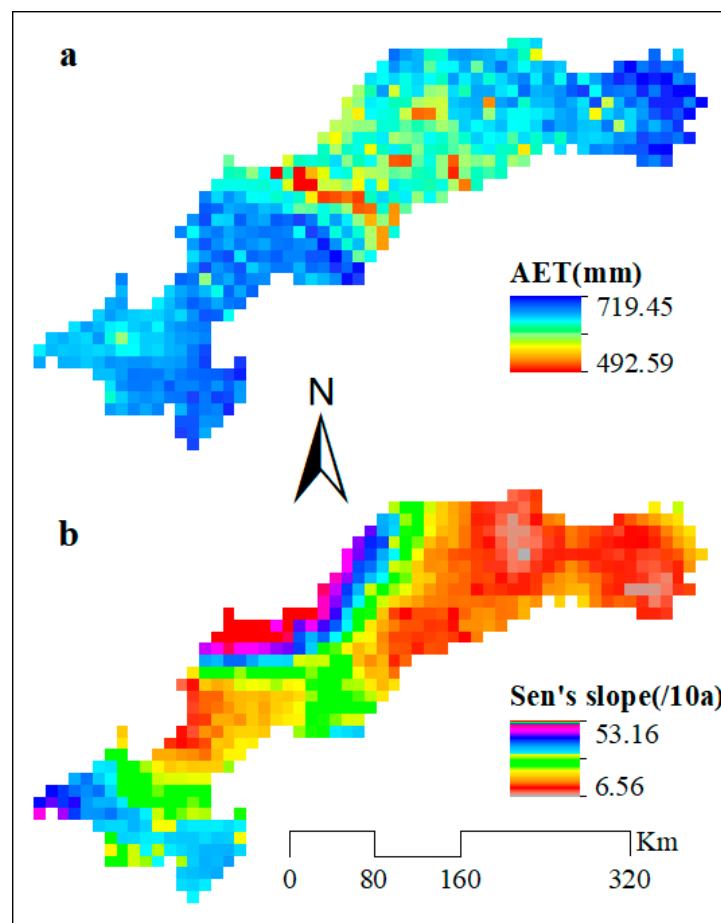 a
AET(mm)
719.45
492.59
N
b
Sen's slope(/10a)
53.16
6.56
Km
0 80 160 320